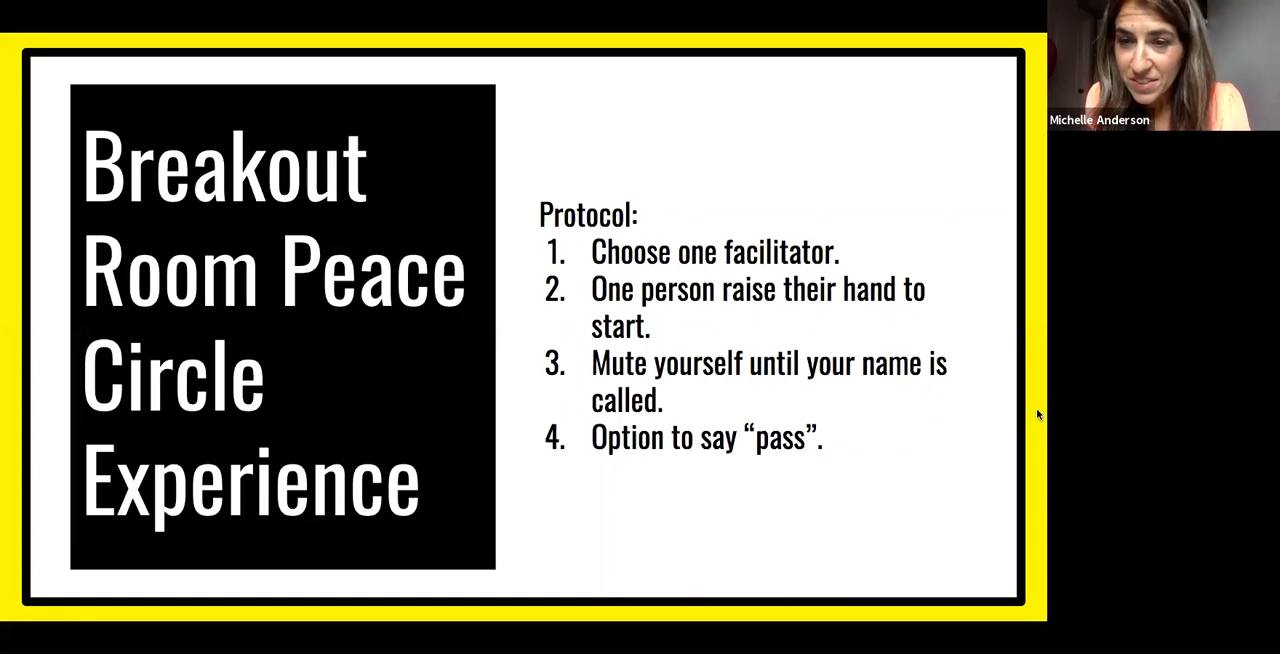 Breakout
Room Peace
Circle
Experience
Protocol:
1. Choose one facilitator.
2. One person raise their hand to
start.
3. Mute yourself until your name is
called.
4. Option to say “pass”.
Michelle Anderson